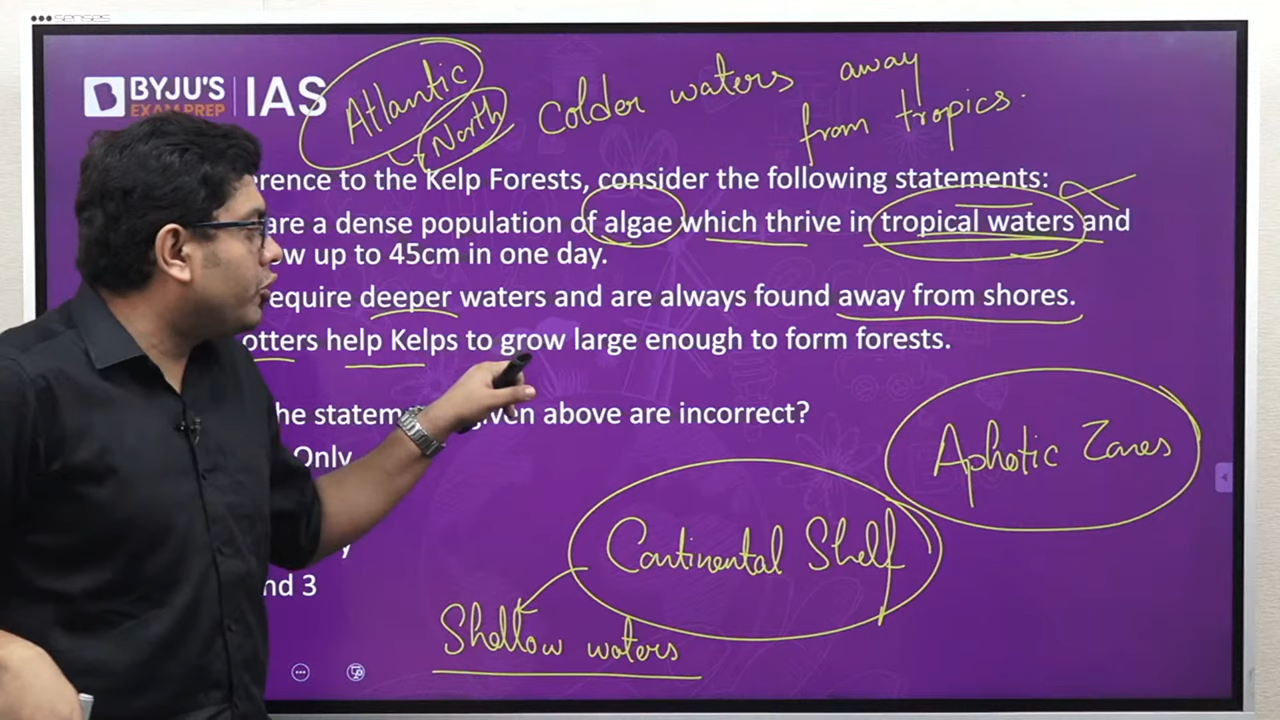 senses
BYJU'S
EXAM PREP
IAS
Atlantic
North
Colder waters away
from tropics.
erence to the Kelp Forests, consider the following statements:
are a dense population of algae which thrive in tropical waters and
ow up to 45cm in one day.
equire deeper waters and are always found away from shores.
otters help Kelps to grow large enough to form forests.
he statem given above are incorrect?
Only
Aphotic Zones
Continental Shelf
y
nd 3
Shallow waters